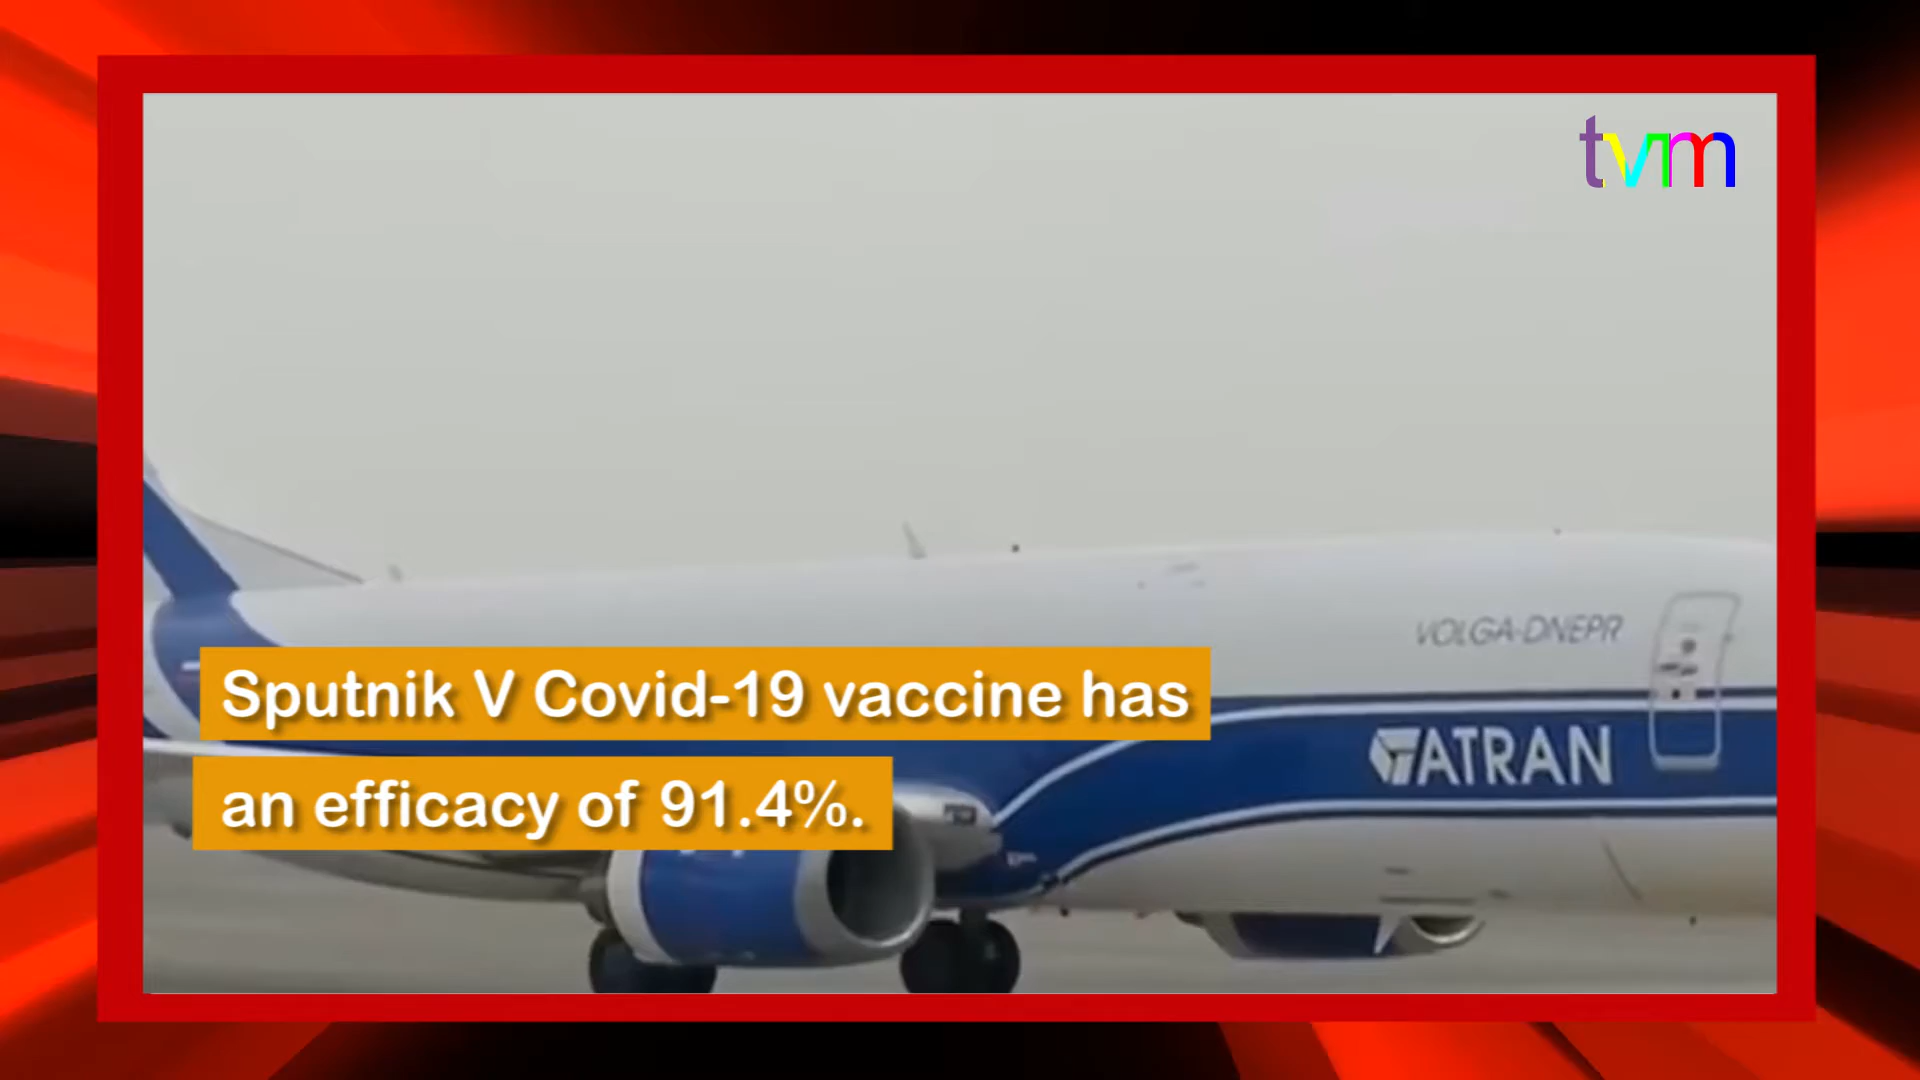 tvm
VOLGA-DNEPR
Sputnik V Covid-19 vaccine has
ATRAN
an efficacy of 91.4%.